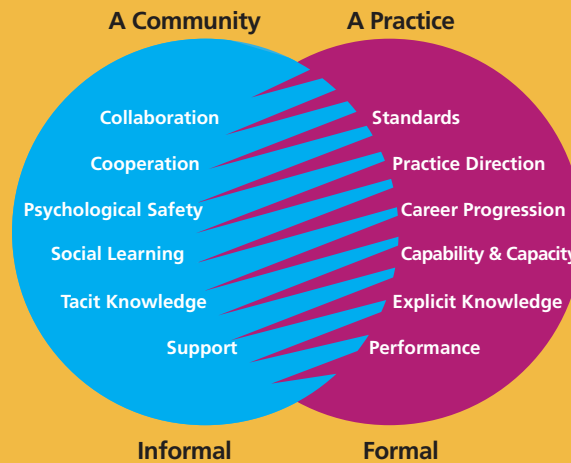 A Community
A Practice
Collaboration
Standards
Cooperation
Practice Direction
Psychological Safety
Career Progression
Social Learning
Capability & Capacity
Tacit Knowledge
Explicit Knowledge
Support
Performance
Informal
Formal